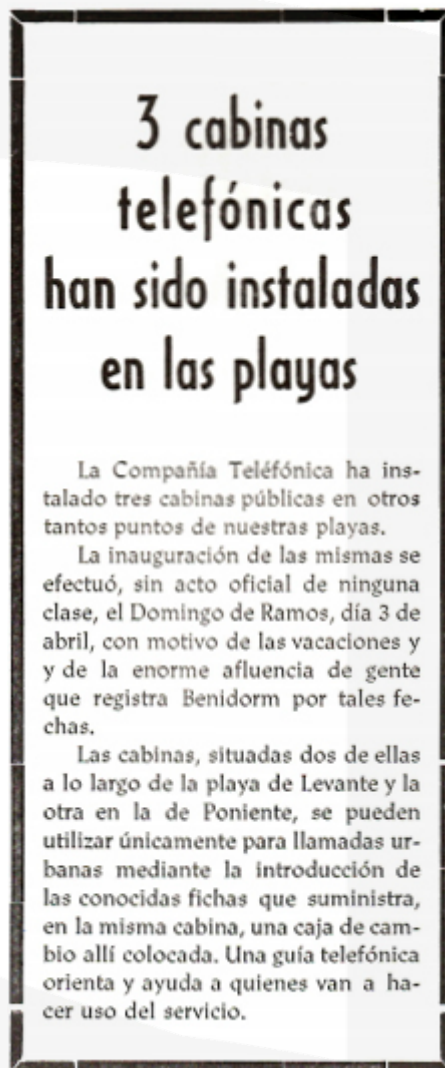 3 cabinas
telefónicas
han sido instaladas
en las playas
La Compañía Teléfónica ha ins-
talado tres cabinas públicas en otros
tantos puntos de nuestras playas.
La inauguración de las mismas se
efectuó, sin acto oficial de ninguna
clase, el Domingo de Ramos, día 3 de
abril, con motivo de las vacaciones y
y de la enorme afluencia de gente
que registra Benidorm por tales fe-
chas.
Las cabinas, situadas dos de ellas
a lo largo de la playa de Levante y la
otra en la de Poniente, se pueden
utilizar únicamente para llamadas ur-
banas mediante la introducción de
las conocidas fichas que suministra,
en la misma cabina, una caja de cam-
bio allí colocada. Una guía telefónica
orienta y ayuda a quienes van a ha-
cer uso del servicio.